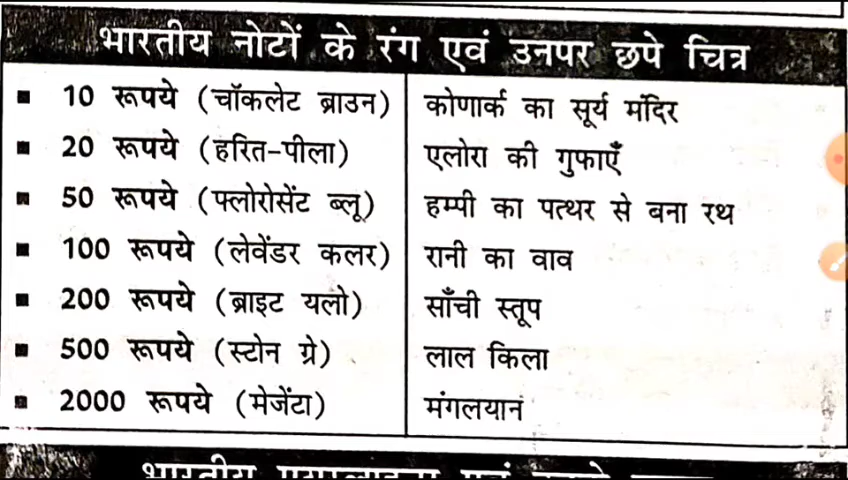 भारतीय नोटों के रंग एवं उनपर छपे चित्र
▪ 10 रूपये (चॉकलेट ब्राउन) कोणार्क का सूर्य मंदिर
▪ 20 रूपये (हरित-पीला) एलोरा की गुफाएँ
▪ 50 रूपये (फ्लोरोसेंट ब्लू) हम्पी का पत्थर से बना रथ
▪ 100 रूपये (लेवेंडर कलर) रानी का वाव
▪ 200 रूपये (ब्राइट यलो) साँची स्तूप
▪ 500 रूपये (स्टोन ग्रे) लाल किला
▪ 2000 रूपये (मेजेंटा) मंगलयान
भारतीय